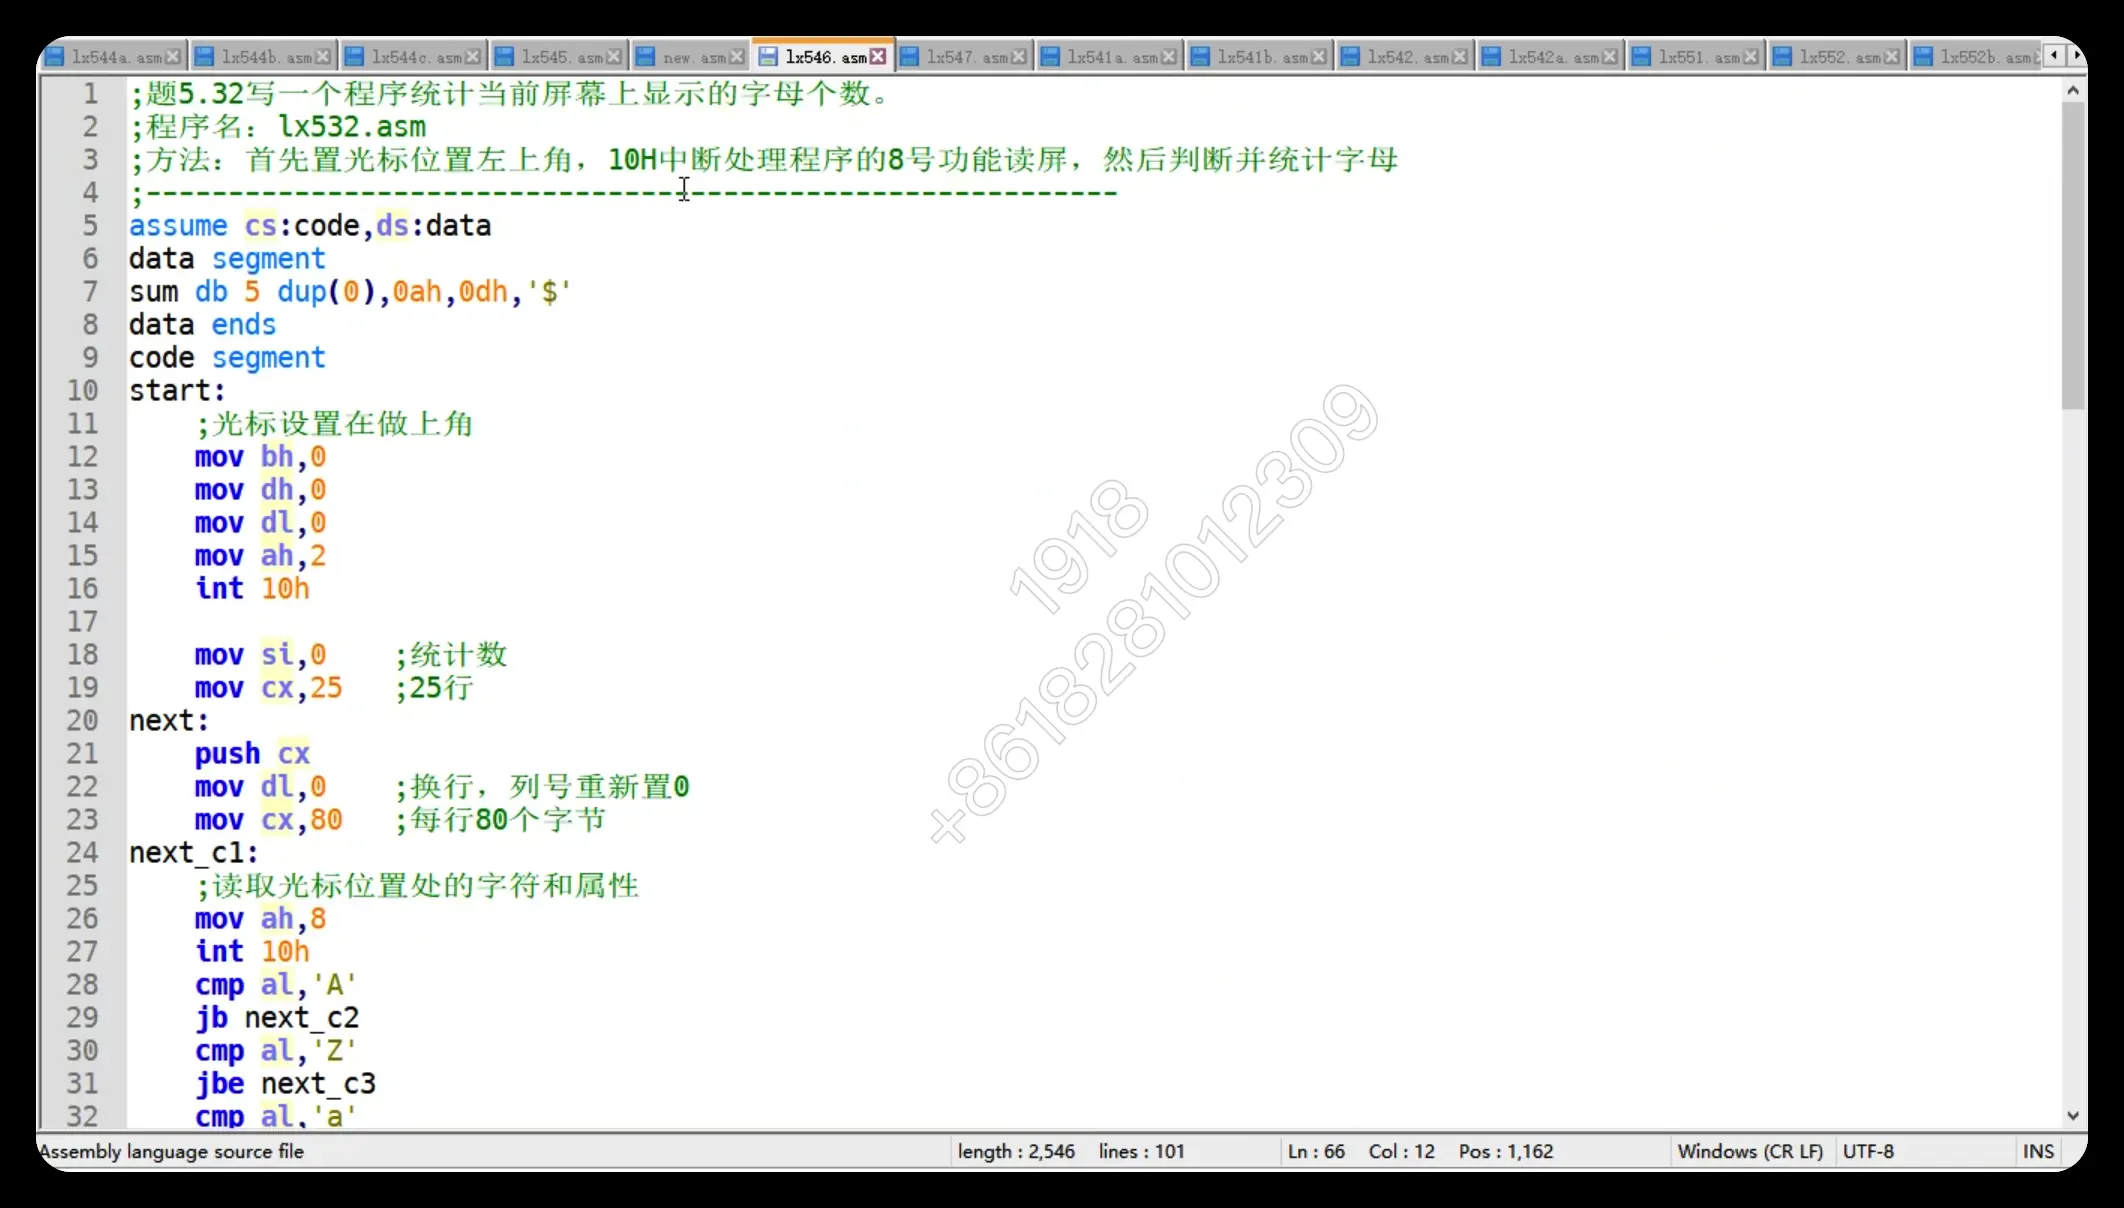 lx544a.asm lx544b.asm lx544c.asm lx545.asm new.asm lx546.asm lx547.asm lx541a.asm lx541b.asm lx542.asm lx542a.asm lx551.asm lx552.asm lx552b.asm
1 ;题5.32写一个程序统计当前屏幕上显示的字母个数。
2 ;程序名：lx532.asm
3 ;方法：首先置光标位置左上角，10H中断处理程序的8号功能读屏，然后判断并统计字母
4 ;-----------------------------------------------------------
5 assume cs:code,ds:data
6 data segment
7 sum db 5 dup(0),0ah,0dh,'$'
8 data ends
9 code segment
10 start:
11 ;光标设置在做上角
12 mov bh,0
13 mov dh,0
14 mov dl,0
15 mov ah,2
16 int 10h
17
18 mov si,0 ;统计数
19 mov cx,25 ;25行
20 next:
21 push cx
22 mov dl,0 ;换行，列号重新置0
23 mov cx,80 ;每行80个字节
24 next_c1:
25 ;读取光标位置处的字符和属性
26 mov ah,8
27 int 10h
28 cmp al,'A'
29 jb next_c2
30 cmp al,'Z'
31 jbe next_c3
32 cmp al,'a'
1918
+8618281012309
Assembly language source file length : 2,546 lines : 101 Ln : 66 Col : 12 Pos : 1,162 Windows (CR LF) UTF-8 INS